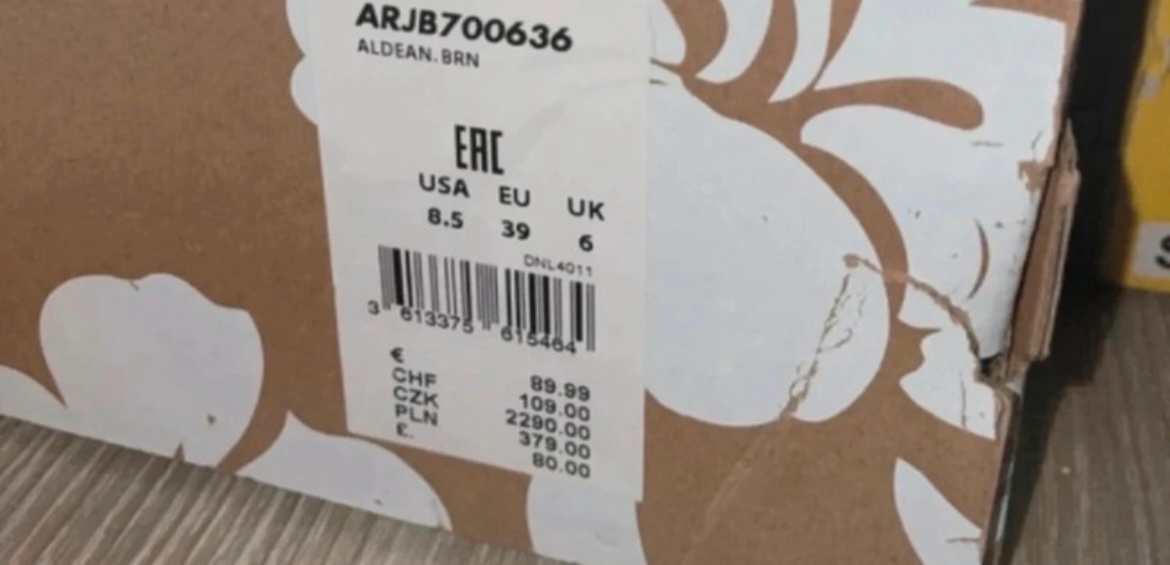 ARJB700636
ALDEAN.BRN
EAC
USA EU UK
8.5 39 6
DNL4011
3 613375 615464
€ 89.99
CHF 109.00
CZK 2290.00
PLN 379.00
£. 80.00
S